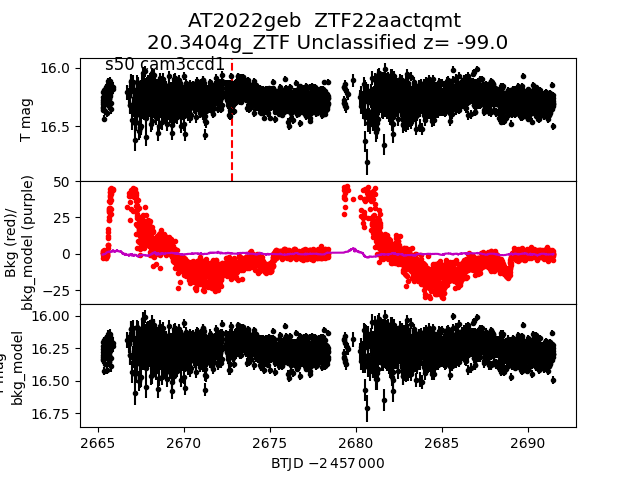 AT2022geb  ZTF22aactqmt
20.3404g_ZTF Unclassified z= -99.0
s50 cam3ccd1
16.0
16.5
T mag
50
25
0
−25
Bkg (red)/
bkg_model (purple)
16.00
16.25
16.50
16.75
mag
bkg_model
2665 2670 2675 2680 2685 2690
BTJD −2 457 000